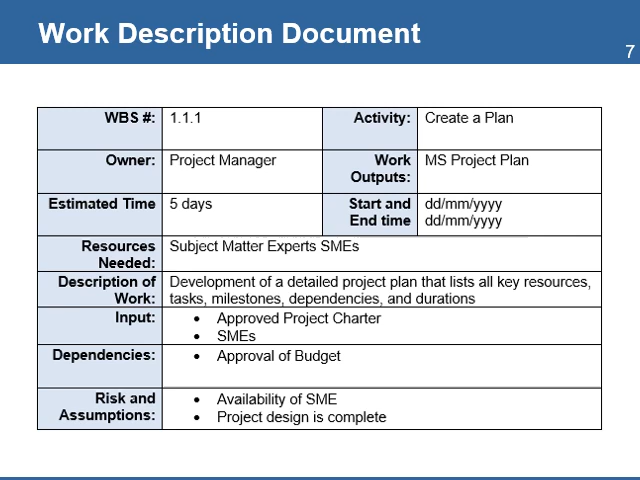 Work Description Document
7
WBS #: 1.1.1 Activity: Create a Plan
Owner: Project Manager Work Outputs: MS Project Plan
Estimated Time 5 days Start and End time dd/mm/yyyy dd/mm/yyyy
Resources Needed: Subject Matter Experts SMEs
Description of Work: Development of a detailed project plan that lists all key resources,
tasks, milestones, dependencies, and durations
Input: • Approved Project Charter
• SMEs
Dependencies: • Approval of Budget
Risk and Assumptions: • Availability of SME
• Project design is complete